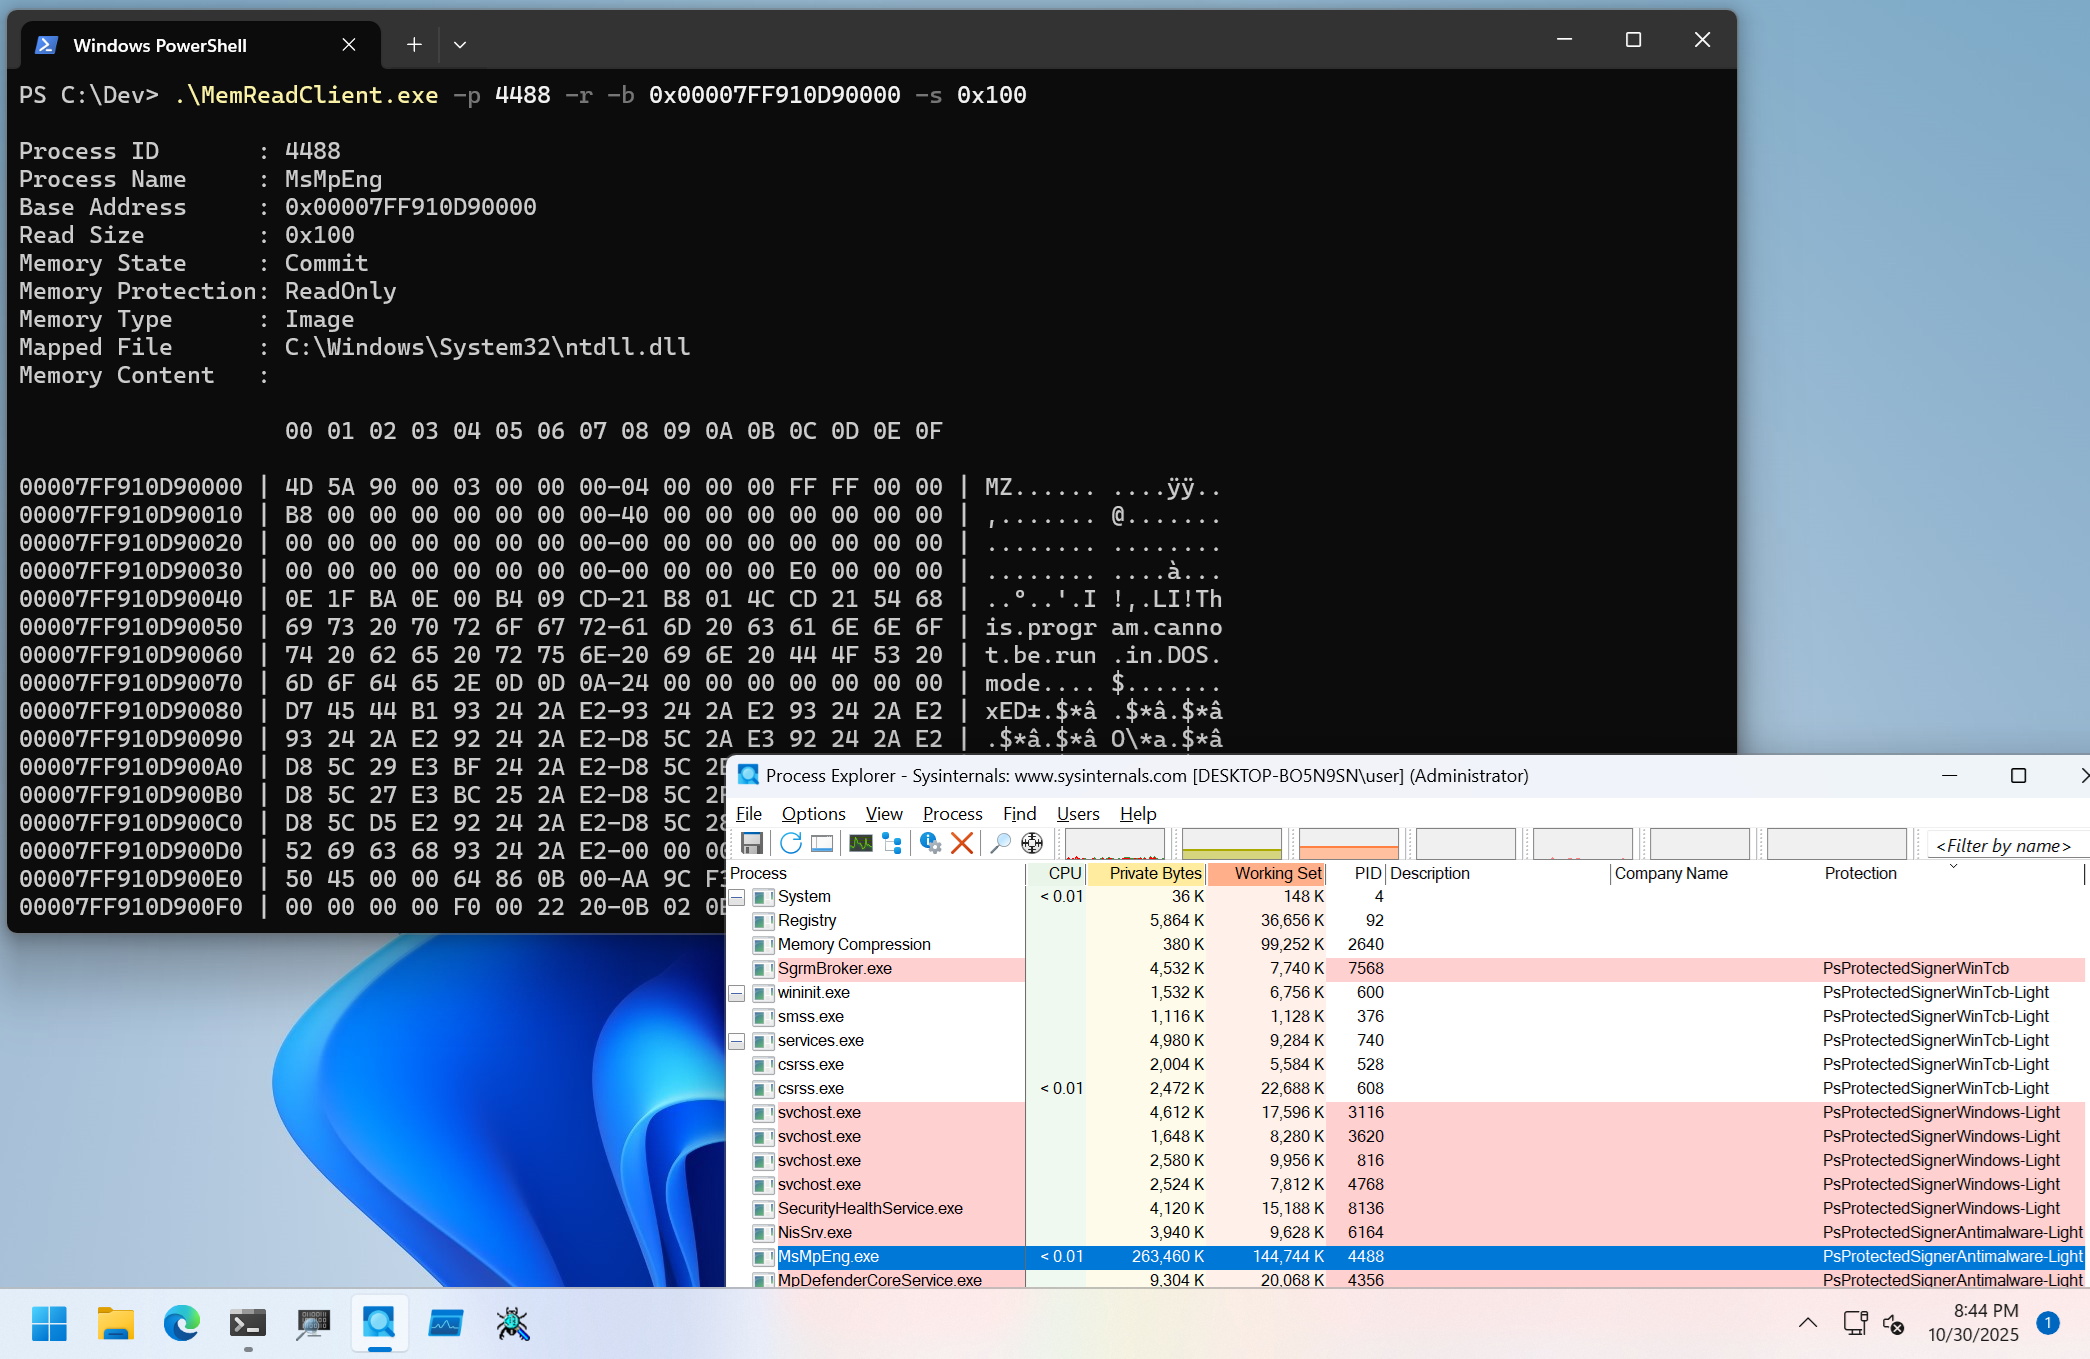 Windows PowerShell
PS C:\Dev> .\MemReadClient.exe -p 4488 -r -b 0x00007FF910D90000 -s 0x100
Process ID : 4488
Process Name : MsMpEng
Base Address : 0x00007FF910D90000
Read Size : 0x100
Memory State : Commit
Memory Protection: ReadOnly
Memory Type : Image
Mapped File : C:\Windows\System32\ntdll.dll
Memory Content :
00 01 02 03 04 05 06 07 08 09 0A 0B 0C 0D 0E 0F
00007FF910D90000 | 4D 5A 90 00 03 00 00 00-04 00 00 00 FF FF 00 00 | MZ...... ....ÿÿ..
00007FF910D90010 | B8 00 00 00 00 00 00 00-40 00 00 00 00 00 00 00 | ,....... @.......
00007FF910D90020 | 00 00 00 00 00 00 00 00-00 00 00 00 00 00 00 00 | ........ ........
00007FF910D90030 | 00 00 00 00 00 00 00 00-00 00 00 00 E0 00 00 00 | ........ ....à...
00007FF910D90040 | 0E 1F BA 0E 00 B4 09 CD-21 B8 01 4C CD 21 54 68 | ..°..'.I !,.LI!Th
00007FF910D90050 | 69 73 20 70 72 6F 67 72-61 6D 20 63 61 6E 6E 6F | is.progr am.canno
00007FF910D90060 | 74 20 62 65 20 72 75 6E-20 69 6E 20 44 4F 53 20 | t.be.run .in.DOS.
00007FF910D90070 | 6D 6F 64 65 2E 0D 0D 0A-24 00 00 00 00 00 00 00 | mode.... $.......
00007FF910D90080 | D7 45 44 B1 93 24 2A E2-93 24 2A E2 93 24 2A E2 | xED±.$*â .$*â.$*â
00007FF910D90090 | 93 24 2A E2 92 24 2A E2-D8 5C 2A E3 92 24 2A E2 | .$*â.$*â O\*a.$*â
00007FF910D900A0 | D8 5C 29 E3 BF 24 2A E2-D8 5C
00007FF910D900B0 | D8 5C 27 E3 BC 25 2A E2-D8 5C
00007FF910D900C0 | D8 5C D5 E2 92 24 2A E2-D8 5C 28
00007FF910D900D0 | 52 69 63 68 93 24 2A E2-00 00 00
00007FF910D900E0 | 50 45 00 00 64 86 0B 00-AA 9C
00007FF910D900F0 | 00 00 00 00 F0 00 22 20-0B 02
Process Explorer - Sysinternals: www.sysinternals.com [DESKTOP-BO5N9SN\user] (Administrator)
File Options View Process Find Users Help
<Filter by name>
Process CPU Private Bytes Working Set PID Description Company Name Protection
System < 0.01 36 K 148 K 4
Registry 5,864 K 36,656 K 92
Memory Compression 380 K 99,252 K 2640
SgrmBroker.exe 4,532 K 7,740 K 7568 PsProtectedSignerWinTcb
wininit.exe 1,532 K 6,756 K 600 PsProtectedSignerWinTcb-Light
smss.exe 1,116 K 1,128 K 376 PsProtectedSignerWinTcb-Light
services.exe 4,980 K 9,284 K 740 PsProtectedSignerWinTcb-Light
csrss.exe 2,004 K 5,584 K 528 PsProtectedSignerWinTcb-Light
csrss.exe < 0.01 2,472 K 22,688 K 608 PsProtectedSignerWinTcb-Light
svchost.exe 4,612 K 17,596 K 3116 PsProtectedSignerWindows-Light
svchost.exe 1,648 K 8,280 K 3620 PsProtectedSignerWindows-Light
svchost.exe 2,580 K 9,956 K 816 PsProtectedSignerWindows-Light
svchost.exe 2,524 K 7,812 K 4768 PsProtectedSignerWindows-Light
SecurityHealthService.exe 4,120 K 15,188 K 8136 PsProtectedSignerWindows-Light
NisSrv.exe 3,940 K 9,628 K 6164 PsProtectedSignerAntimalware-Light
MsMpEng.exe < 0.01 263,460 K 144,744 K 4488 PsProtectedSignerAntimalware-Light
MpDefenderCoreService.exe 9,304 K 20,068 K 4356 PsProtectedSignerAntimalware-Light
8:44 PM
10/30/2025
1